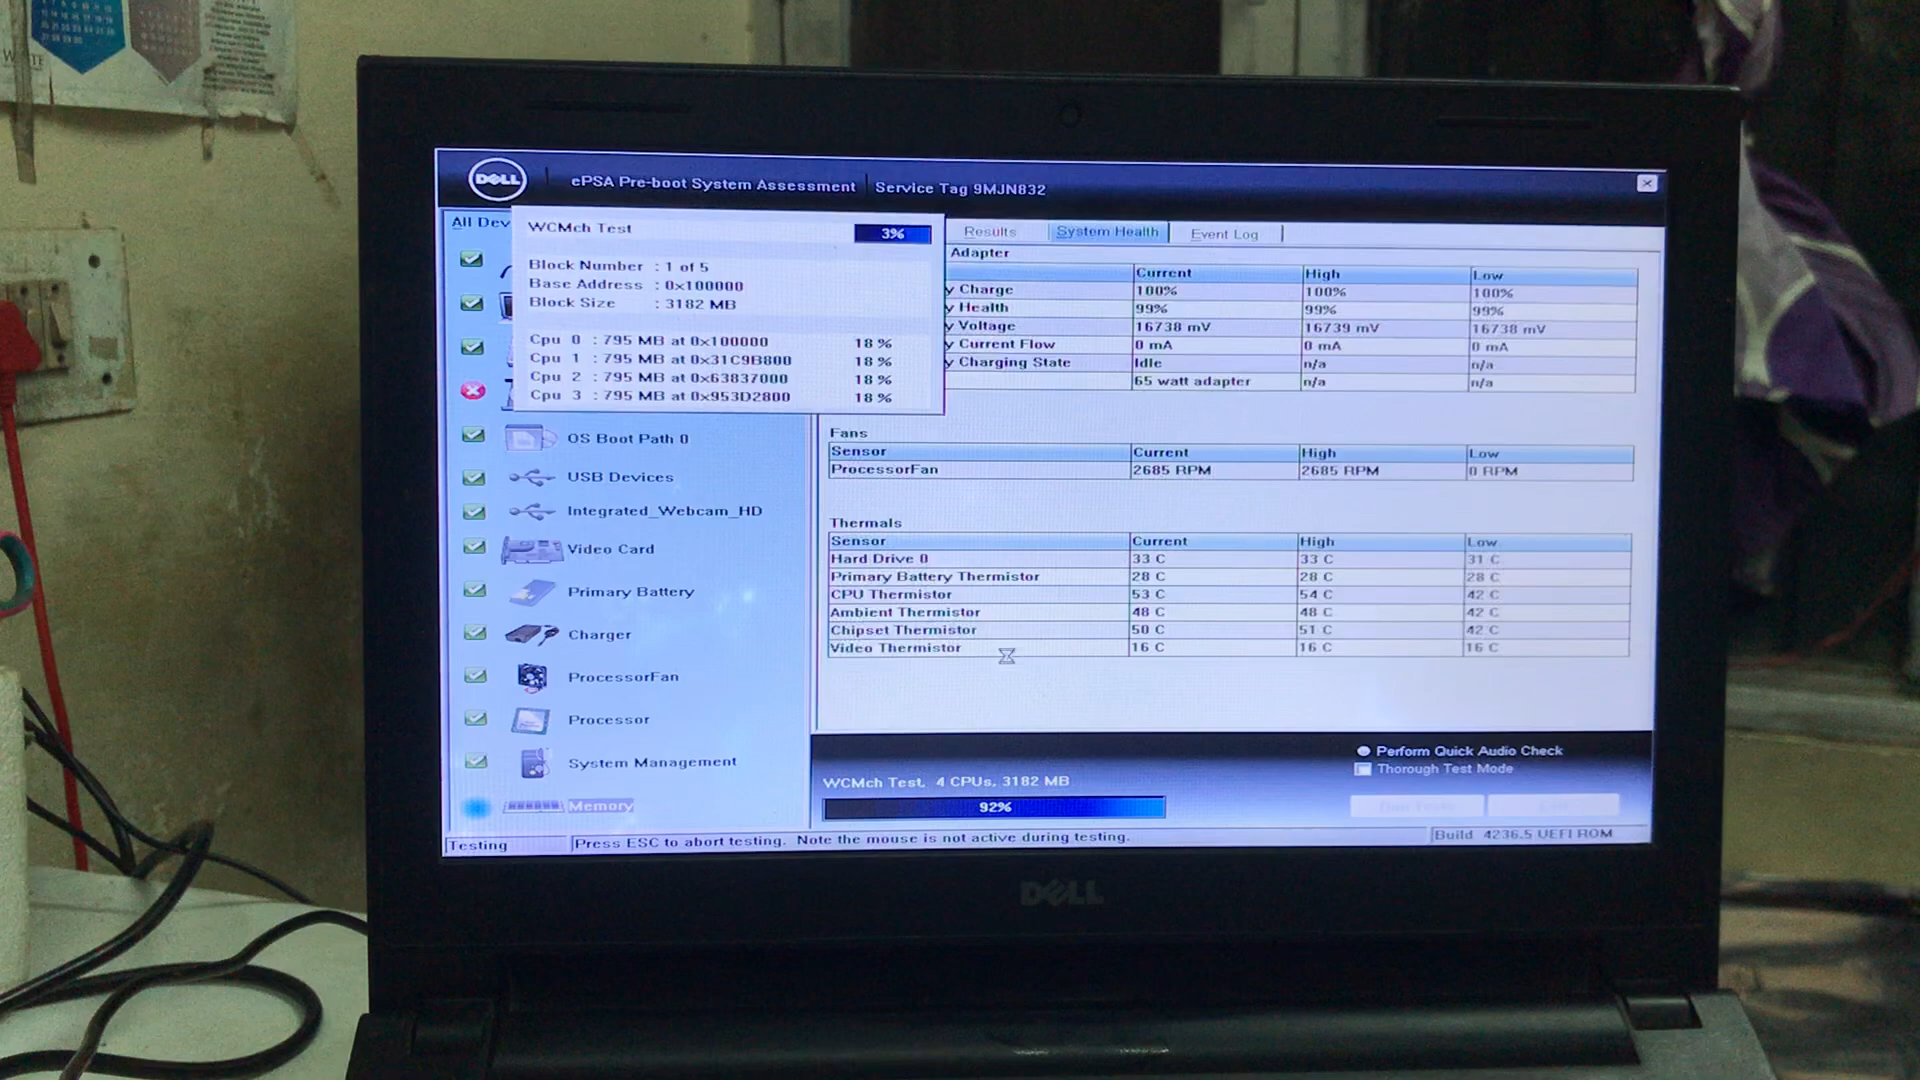 DELL
ePSA Pre-boot System Assessment
Service Tag 9MJN832
All Dev
WCMch Test 3%
Block Number : 1 of 5
Base Address : 0x100000
Block Size : 3182 MB
Cpu 0 : 795 MB at 0x100000 18 %
Cpu 1 : 795 MB at 0x31C9B800 18 %
Cpu 2 : 795 MB at 0x63837000 18 %
Cpu 3 : 795 MB at 0x953D2800 18 %
OS Boot Path 0
USB Devices
Integrated_Webcam_HD
Video Card
Primary Battery
Charger
ProcessorFan
Processor
System Management
Memory
Results System Health Event Log
Adapter
Current High Low
y Charge 100% 100% 100%
y Health 99% 99% 99%
y Voltage 16738 mV 16739 mV 16738 mV
y Current Flow 0 mA 0 mA 0 mA
y Charging State Idle n/a n/a
65 watt adapter n/a n/a
Fans
Sensor Current High Low
ProcessorFan 2685 RPM 2685 RPM 0 RPM
Thermals
Sensor Current High Low
Hard Drive 0 33 C 33 C 31 C
Primary Battery Thermistor 28 C 28 C 28 C
CPU Thermistor 53 C 54 C 42 C
Ambient Thermistor 48 C 48 C 42 C
Chipset Thermistor 50 C 51 C 42 C
Video Thermistor 16 C 16 C 16 C
WCMch Test, 4 CPUs, 3182 MB
92%
Perform Quick Audio Check
Thorough Test Mode
Testing
Press ESC to abort testing. Note the mouse is not active during testing.
Build 4236.5 UEFI ROM
DELL